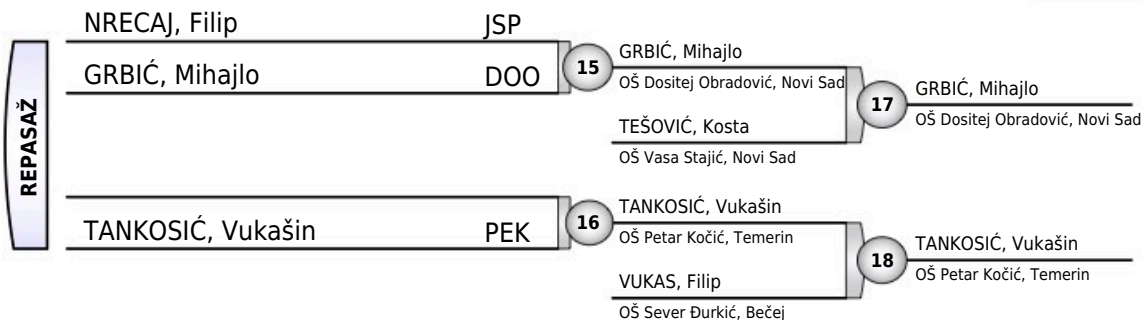 REPASAŽ
NRECAJ, Filip JSP
GRBIĆ, Mihajlo DOO
15
GRBIĆ, Mihajlo
OŠ Dositej Obradović, Novi Sad
TEŠOVIĆ, Kosta
OŠ Vasa Stajić, Novi Sad
17
GRBIĆ, Mihajlo
OŠ Dositej Obradović, Novi Sad
TANKOSIĆ, Vukašin PEK
16
TANKOSIĆ, Vukašin
OŠ Petar Kočić, Temerin
VUKAS, Filip
OŠ Sever Đurkić, Bečej
18
TANKOSIĆ, Vukašin
OŠ Petar Kočić, Temerin